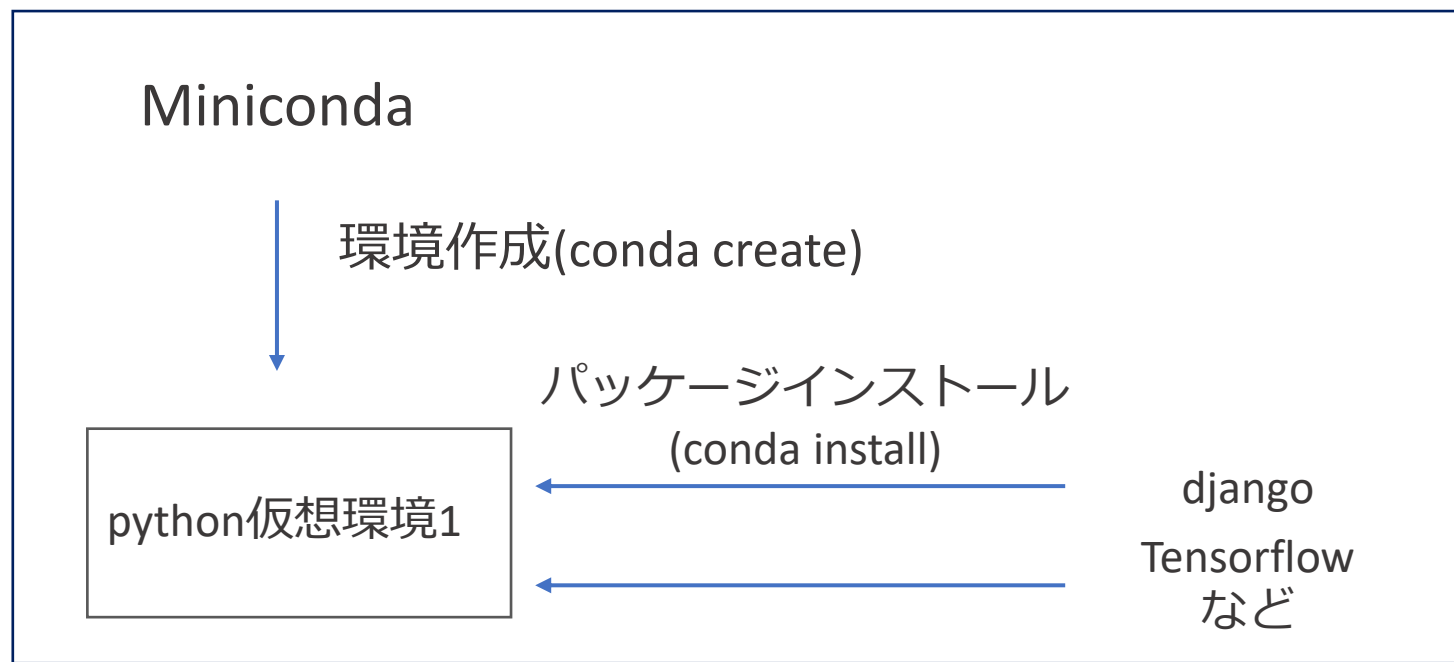 Miniconda
環境作成(conda create)
パッケージインストール
(conda install)
python仮想環境1
django
Tensorflow
など